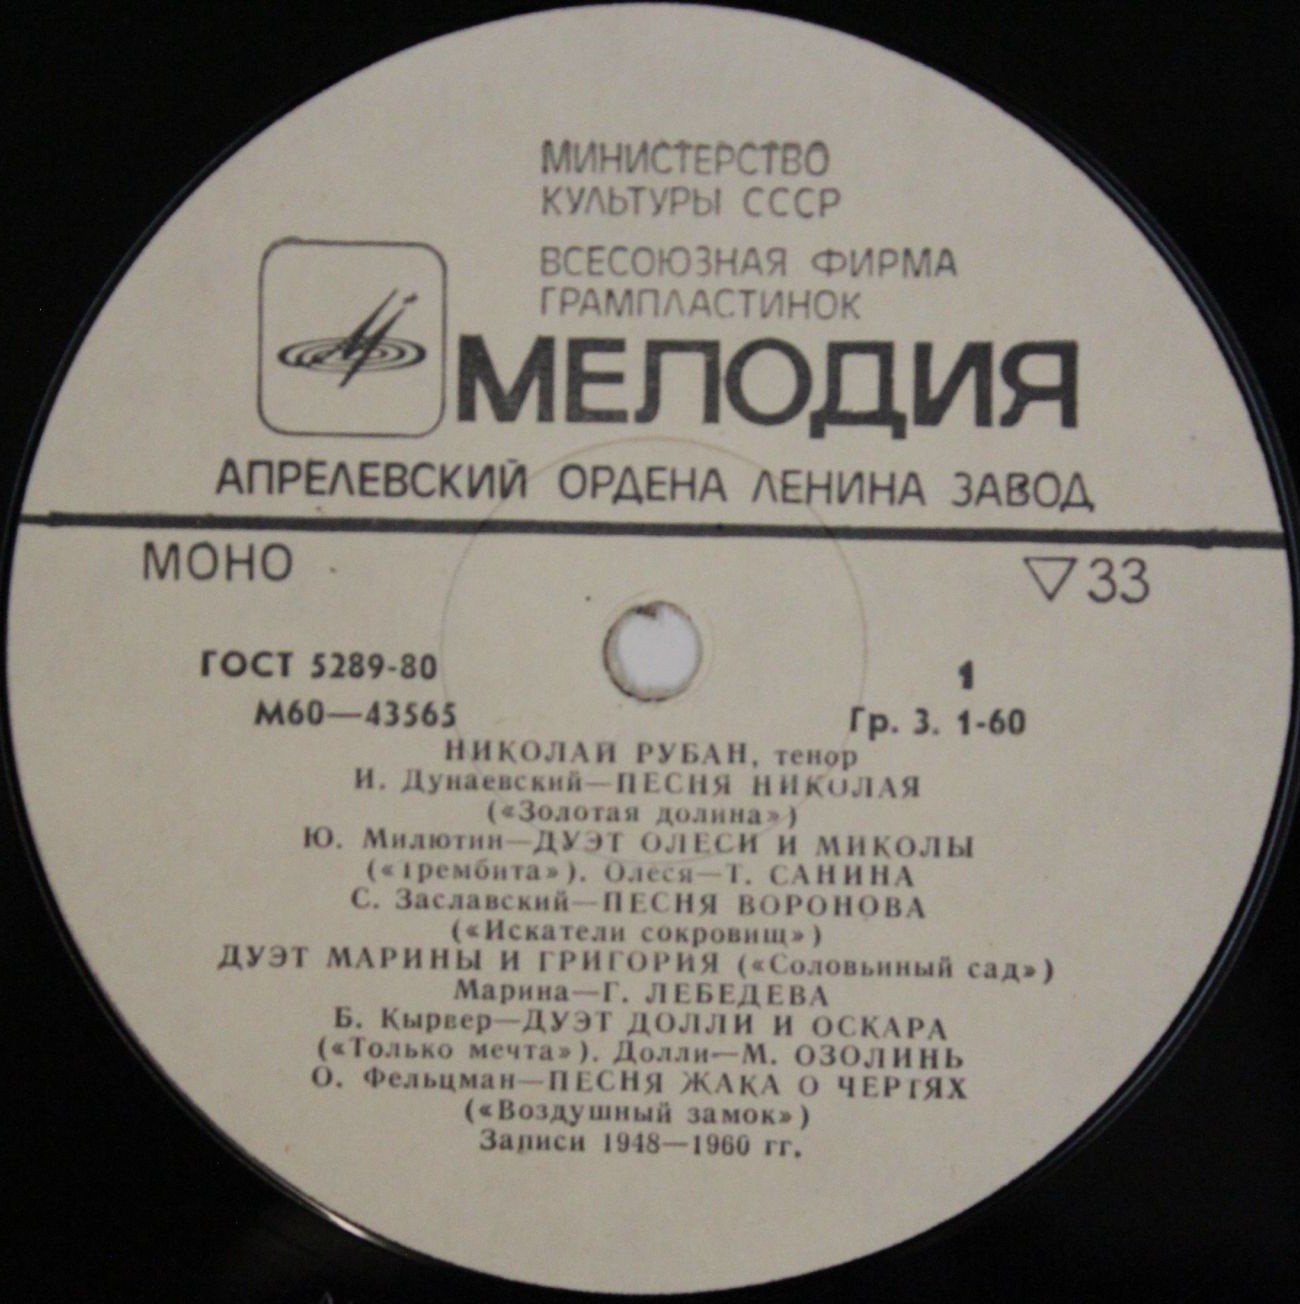 МИНИСТЕРСТВО
КУЛЬТУРЫ СССР
ВСЕСОЮЗНАЯ ФИРМА
ГРАМПЛАСТИНОК
МЕЛОДИЯ
АПРЕЛЕВСКИЙ ОРДЕНА ЛЕНИНА ЗАВОД
МОНО
▽33
ГОСТ 5289-80
1
М60—43565
Гр. 3. 1-60
НИКОЛАЙ РУБАН, тенор
И. Дунаевский—ПЕСНЯ НИКОЛАЯ
(«Золотая долина»)
Ю. Милютин—ДУЭТ ОЛЕСИ И МИКОЛЫ
(«Трембита»). Олеся—Т. САНИНА
С. Заславский—ПЕСНЯ ВОРОНОВА
(«Искатели сокровищ»)
ДУЭТ МАРИНЫ И ГРИГОРИЯ («Соловьиный сад»)
Марина—Г. ЛЕБЕДЕВА
Б. Кырвер—ДУЭТ ДОЛЛИ И ОСКАРА
(«Только мечта»). Долли—М. ОЗОЛИНЬ
О. Фельцман—ПЕСНЯ ЖАКА О ЧЕРТЯХ
(«Воздушный замок»)
Записи 1948—1960 гг.